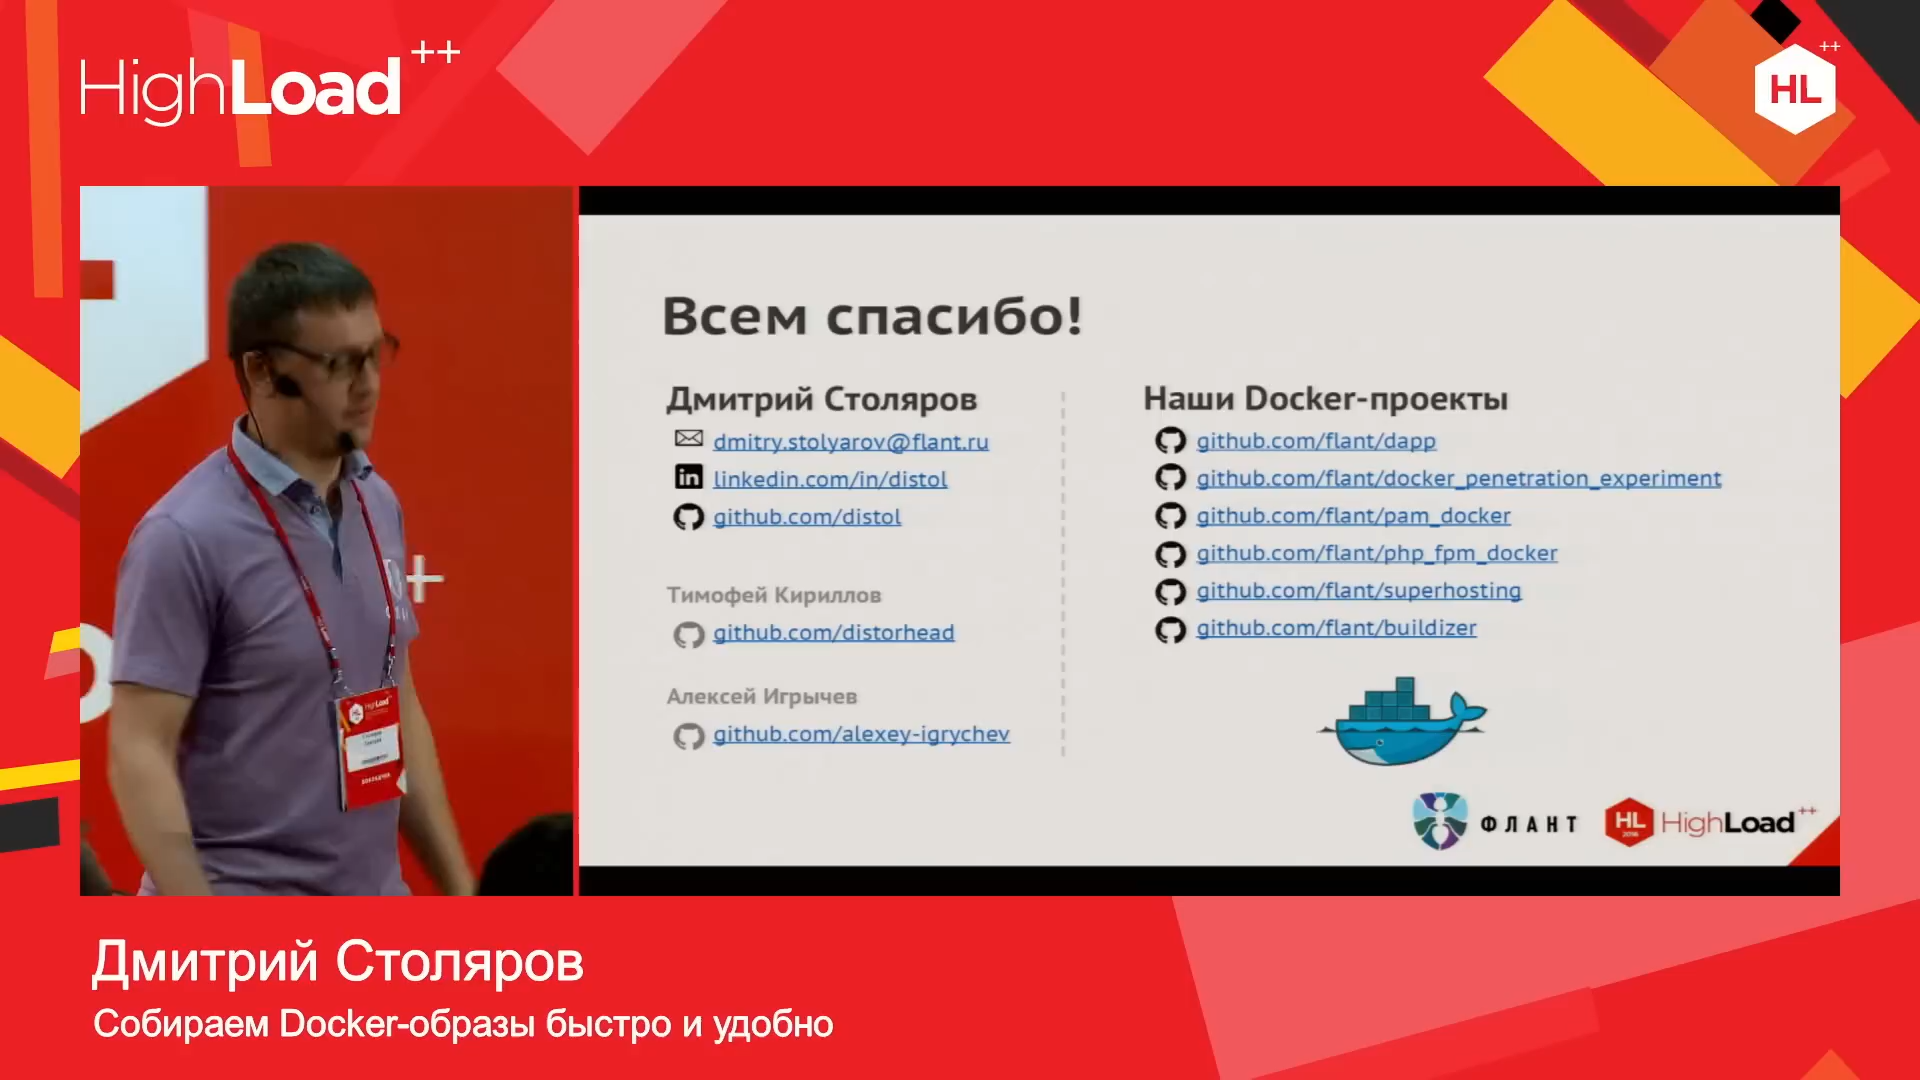 HighLoad++
HL++
Всем спасибо!
Дмитрий Столяров
dmitry.stolyarov@flant.ru
linkedin.com/in/distol
github.com/distol
Тимофей Кириллов
github.com/distorhead
Алексей Игрычев
github.com/alexey-igrychev
Наши Docker-проекты
github.com/flant/dapp
github.com/flant/docker_penetration_experiment
github.com/flant/pam_docker
github.com/flant/php_fpm_docker
github.com/flant/superhosting
github.com/flant/buildizer
ФЛАНТ
HL
2016
HighLoad++
HL HighLoad++
Дмитрий Столяров
Собираем Docker-образы быстро и удобно